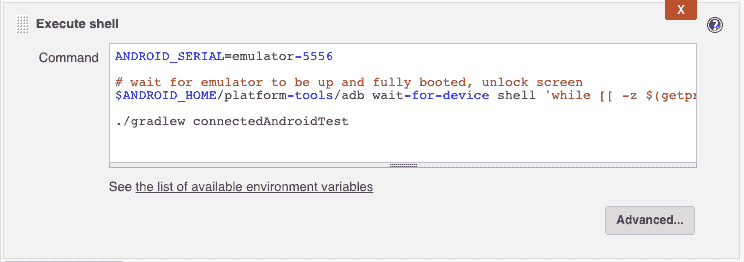 Execute shell
X
Command
ANDROID_SERIAL=emulator-5556
# wait for emulator to be up and fully booted, unlock screen
$ANDROID_HOME/platform-tools/adb wait-for-device shell 'while [[ -z $(getpr
./gradlew connectedAndroidTest
See the list of available environment variables
Advanced...